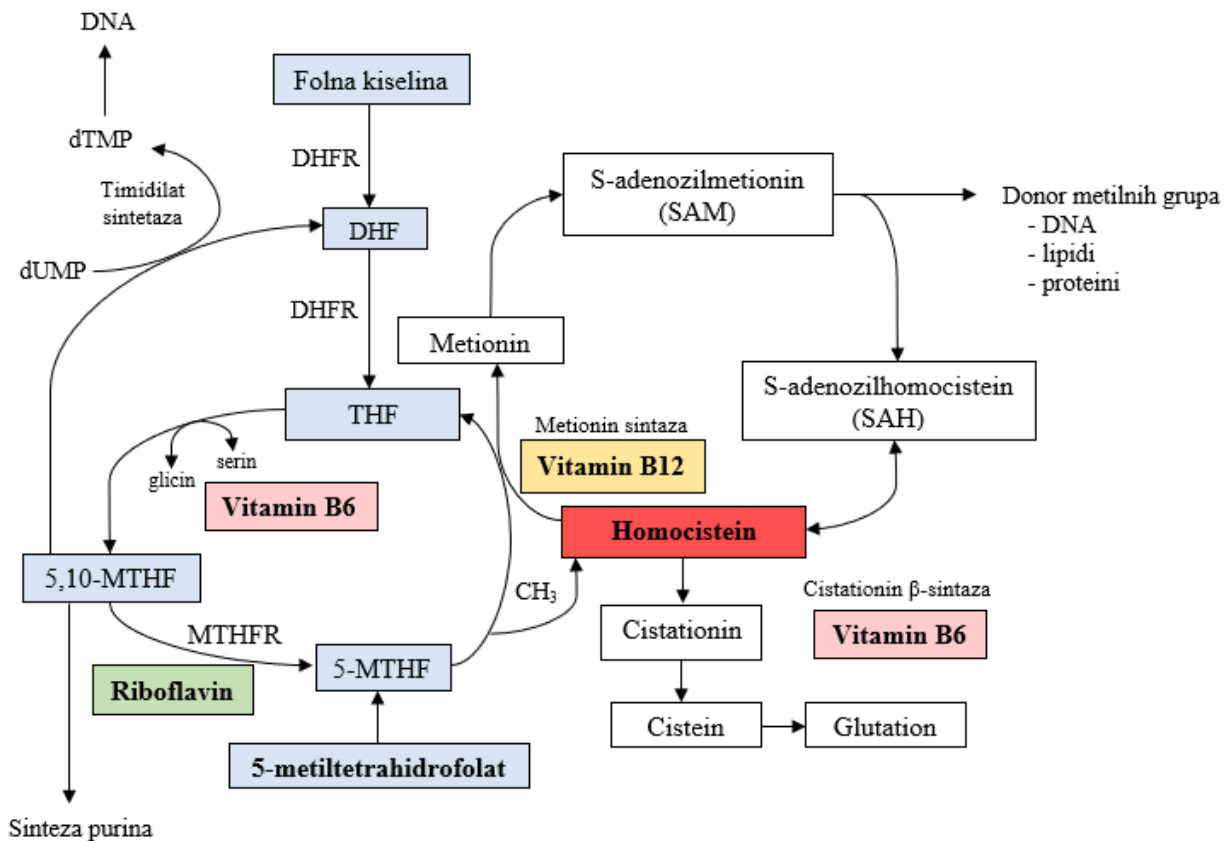 DNA
Folna kiselina
dTMP
DHFR
Timidilat
sintetaza
S-adenozilmetionin
(SAM)
Donor metilnih grupa
- DNA
- lipidi
- proteini
DHF
dUMP
DHFR
Metionin
S-adenozilhomocistein
(SAH)
THF
Metionin sintaza
Vitamin B12
serin
glicin
Vitamin B6
Homocistein
5,10-MTHF
CH₃
Cistationin β-sintaza
Vitamin B6
Cistationin
MTHFR
5-MTHF
Riboflavin
Cistein
Glutation
5-metiltetrahidrofolat
Sinteza purina